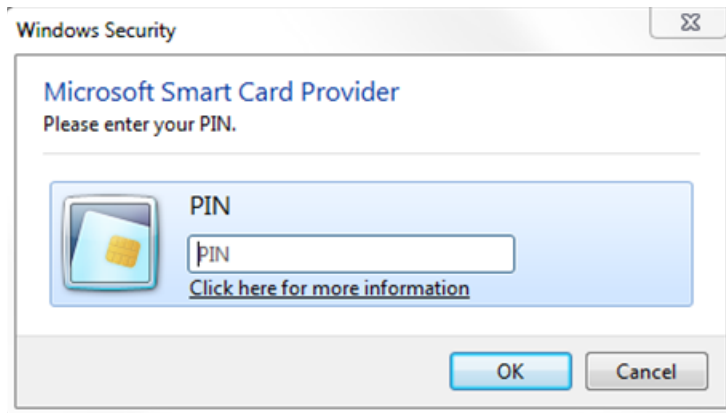 Windows Security
Microsoft Smart Card Provider
Please enter your PIN.
PIN
PIN
Click here for more information
OK
Cancel